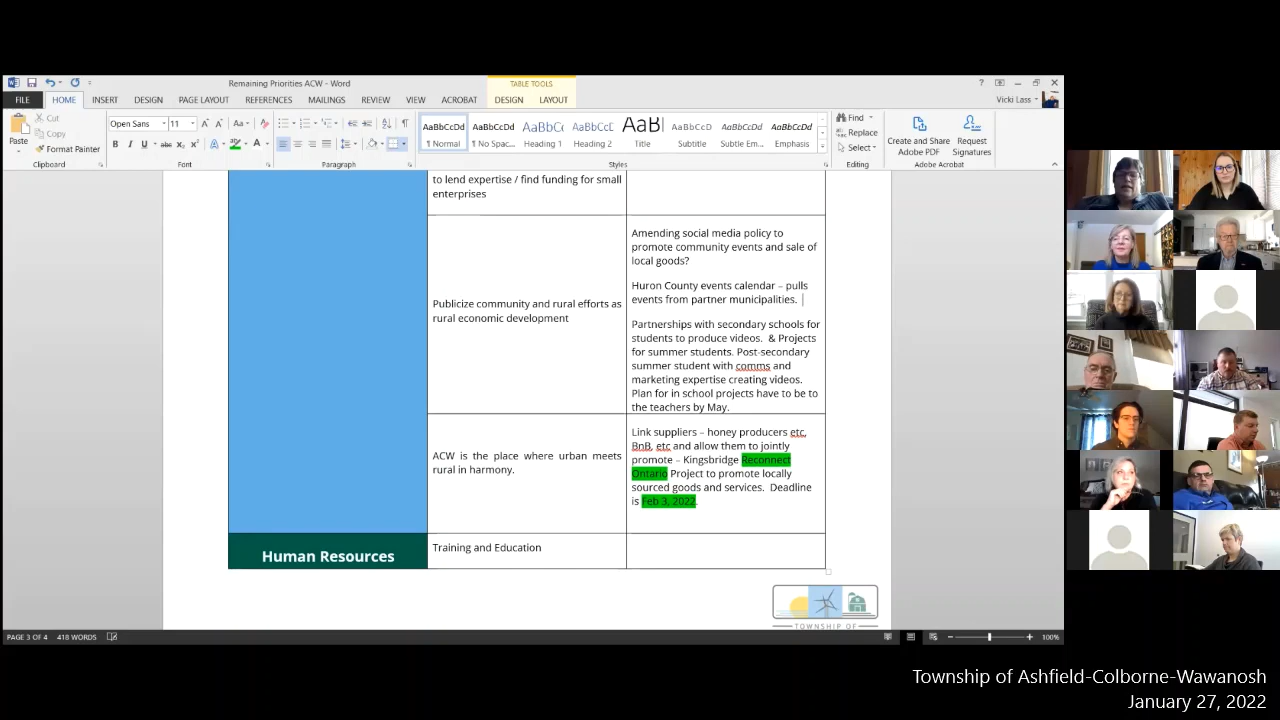 Remaining Priorities ACW - Word
TABLE TOOLS
FILE HOME INSERT DESIGN PAGE LAYOUT REFERENCES MAILINGS REVIEW VIEW ACROBAT DESIGN LAYOUT
Vicki Lass
Paste
Cut
Copy
Format Painter
Clipboard
Open Sans 11
Font
Paragraph
AaBbCcDd AaBbCcDd AaBbC AaBbCcC AaB AaBbCcD AaBbCcDd AaBbCcDd
¶ Normal ¶ No Spac... Heading 1 Heading 2 Title Subtitle Subtle Em... Emphasis
Styles
Find
Replace
Select
Editing
Create and Share
Adobe PDF
Request
Signatures
Adobe Acrobat
to lend expertise / find funding for small
enterprises
Publicize community and rural efforts as
rural economic development
Amending social media policy to
promote community events and sale of
local goods?
Huron County events calendar – pulls
events from partner municipalities.
Partnerships with secondary schools for
students to produce videos. & Projects
for summer students. Post-secondary
summer student with comms and
marketing expertise creating videos.
Plan for in school projects have to be to
the teachers by May.
ACW is the place where urban meets
rural in harmony.
Link suppliers – honey producers etc,
BnB, etc and allow them to jointly
promote – Kingsbridge Reconnect
Ontario Project to promote locally
sourced goods and services. Deadline
is Feb 3, 2022.
Human Resources
Training and Education
TOWNSHIP OF
PAGE 3 OF 4 418 WORDS
100%
Township of Ashfield-Colborne-Wawanosh
January 27, 2022